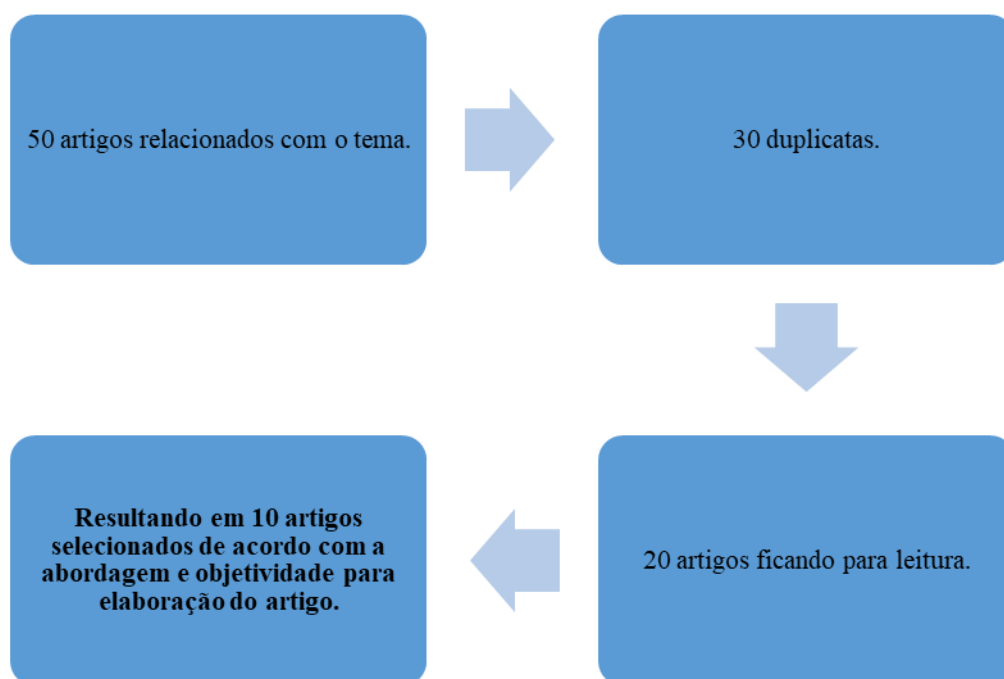 50 artigos relacionados com o tema.
30 duplicatas.
20 artigos ficando para leitura.
Resultando em 10 artigos
selecionados de acordo com a
abordagem e objetividade para
elaboração do artigo.